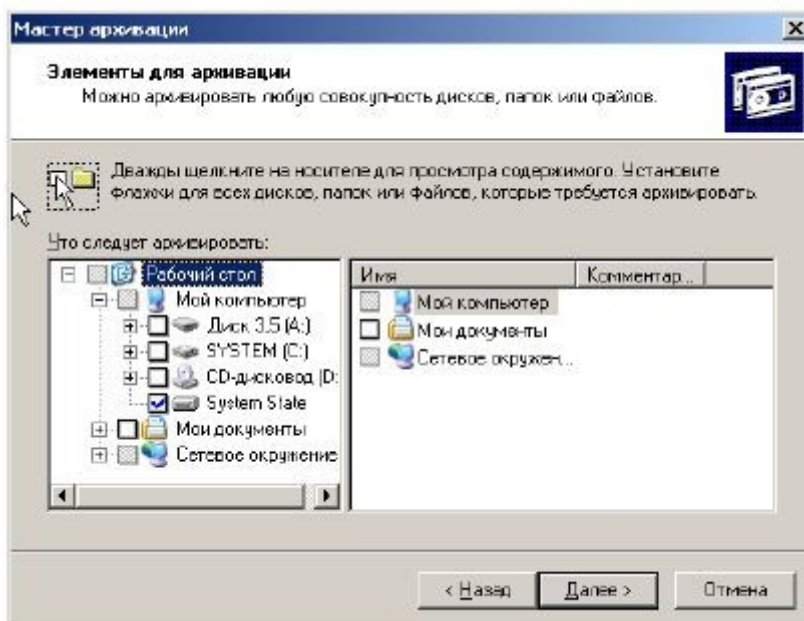 Мастер архивации
Элементы для архивации
Можно архивировать любую совокупность дисков, папок или файлов.
Дважды щелкните на носителе для просмотра содержимого. Установите
флажки для всех дисков, папок или файлов, которые требуется архивировать.
Что следует архивировать:
Рабочий стол
Мой компьютер
Диск 3,5 (A:)
SYSTEM (C:)
CD-дисковод (D:
System State
Мои документы
Сетевое окружение
Имя Комментар...
Мой компьютер
Мои документы
Сетевое окружен...
< Назад Далее > Отмена